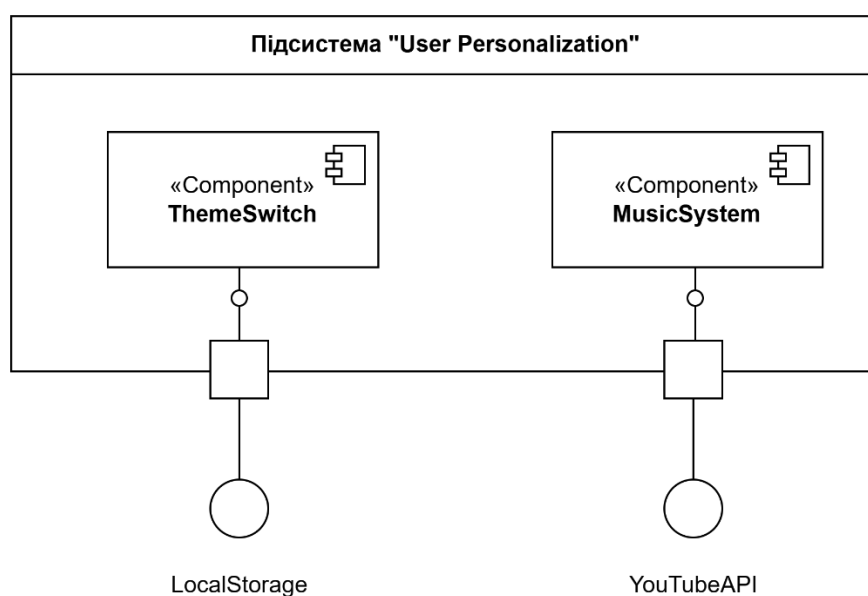 Підсистема "User Personalization"
«Component»
ThemeSwitch
«Component»
MusicSystem
LocalStorage
YouTubeAPI